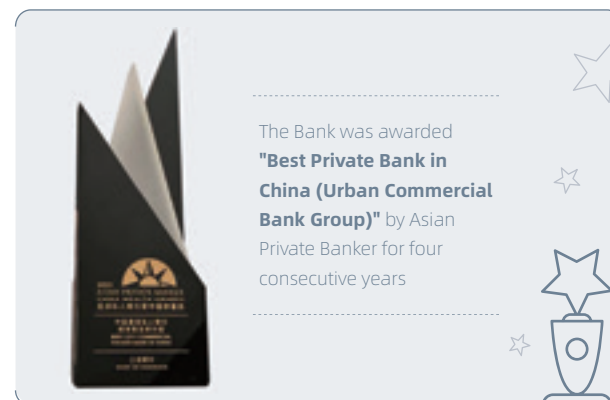 The Bank was awarded
"Best Private Bank in
China (Urban Commercial
Bank Group)" by Asian
Private Banker for four
consecutive years